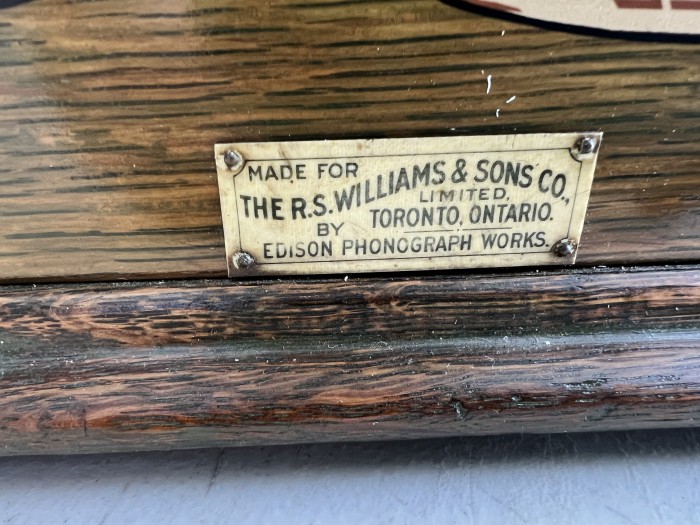 MADE FOR
THE R.S. WILLIAMS & SONS CO.,
LIMITED,
BY TORONTO, ONTARIO.
EDISON PHONOGRAPH WORKS.